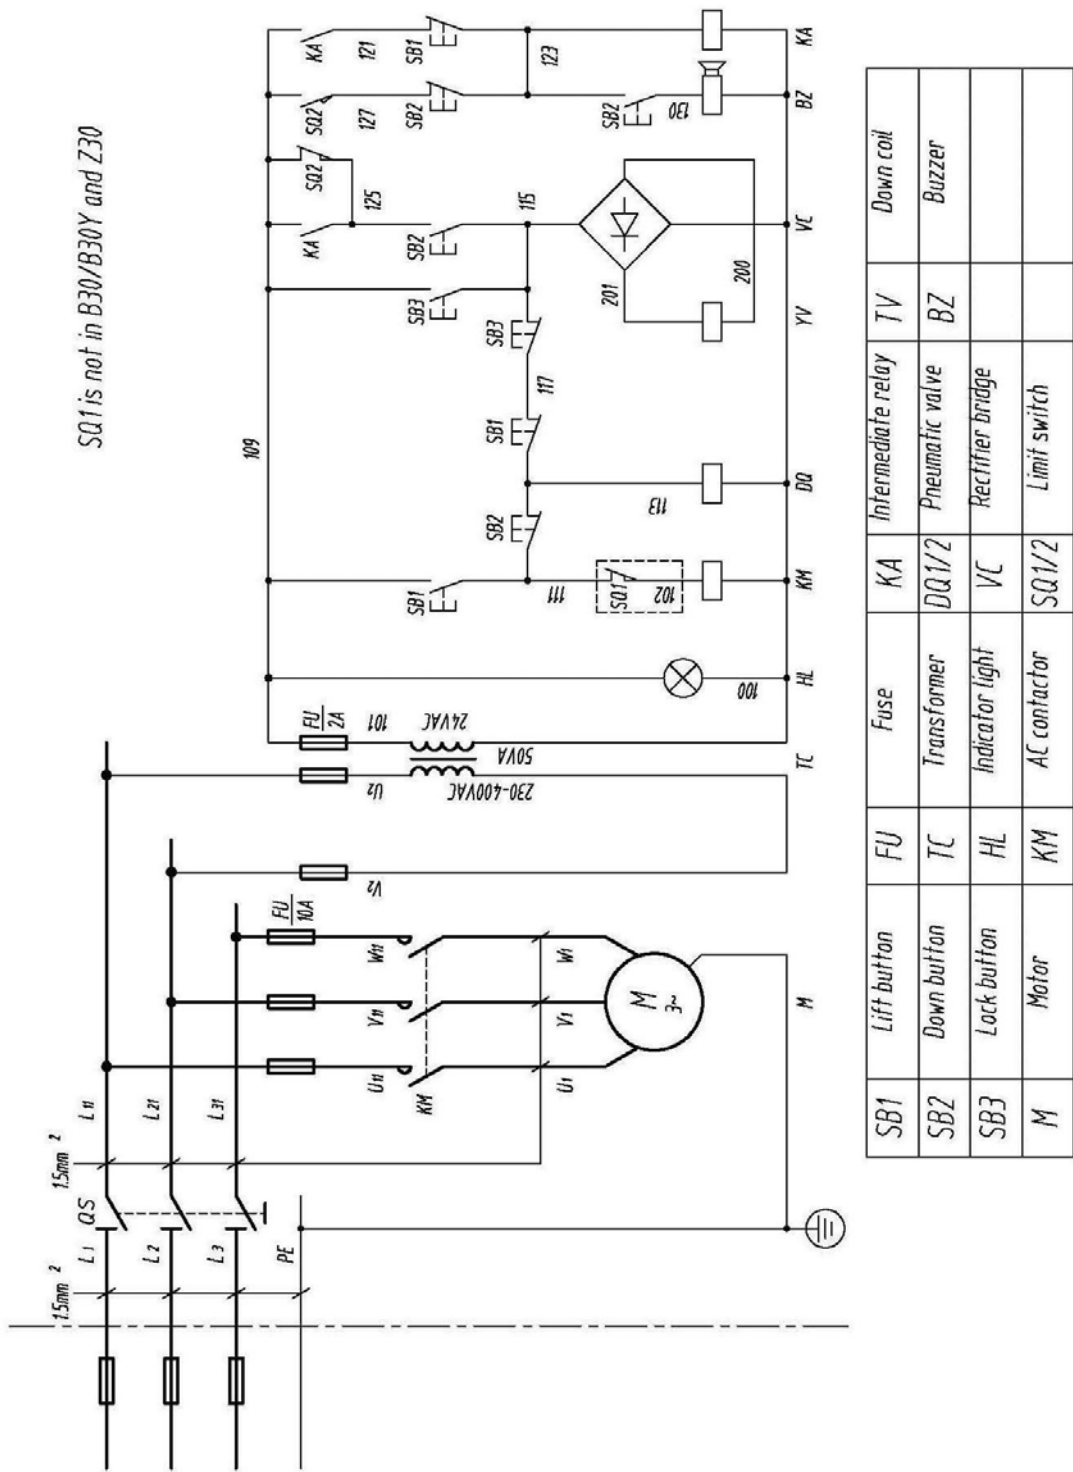 SQ1 is not in B30/B30Y and Z30
1.5mm²
1.5mm²
QS
L1
L2
L3
PE
L11
L21
L31
U11
V11
W11
KM
FU
10A
U1
V1
W1
M
3~
M
V2
U2
FU
2A
101
24VAC
50VA
230-400VAC
TC
109
100
HL
SB1
111
SQ1
102
KM
SB2
113
DQ
SB1
117
SB3
SB3
201
200
YV
KA
125
SB2
115
VC
SQ2
SQ2
127
SB2
SB2
130
BZ
KA
121
SB1
123
KA
SB1 Lift button FU Fuse KA Intermediate relay TV Down coil
SB2 Down button TC Transformer DQ1/2 Pneumatic valve BZ Buzzer
SB3 Lock button HL Indicator light VC Rectifier bridge
M Motor KM AC contactor SQ1/2 Limit switch